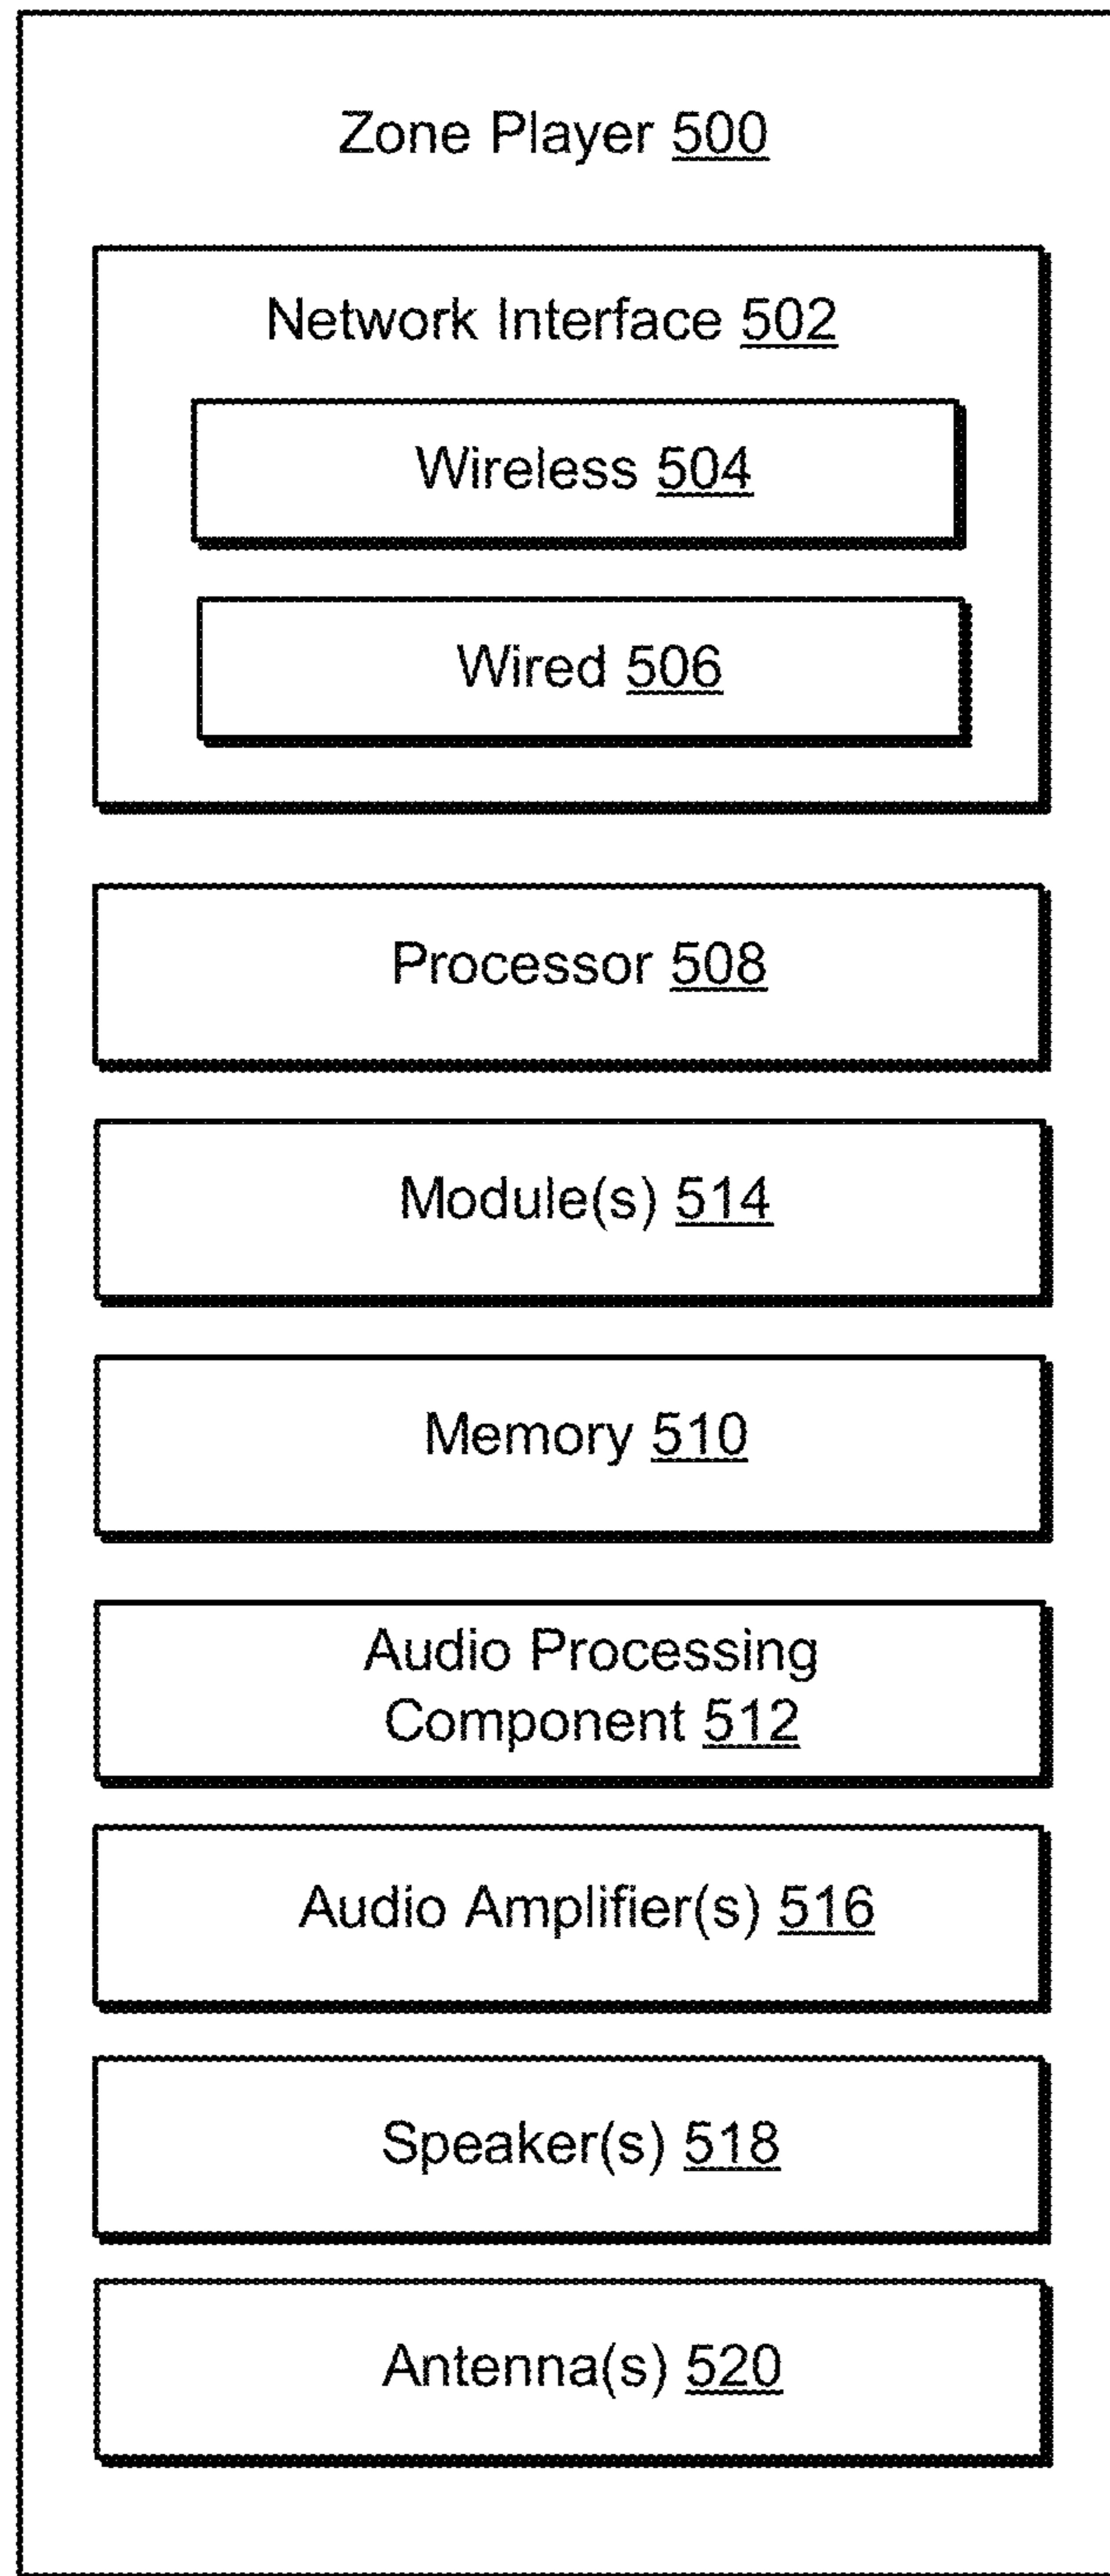 Zone Player 500
Network Interface 502
Wireless 504
Wired 506
Processor 508
Module(s) 514
Memory 510
Audio Processing
Component 512
Audio Amplifier(s) 516
Speaker(s) 518
Antenna(s) 520